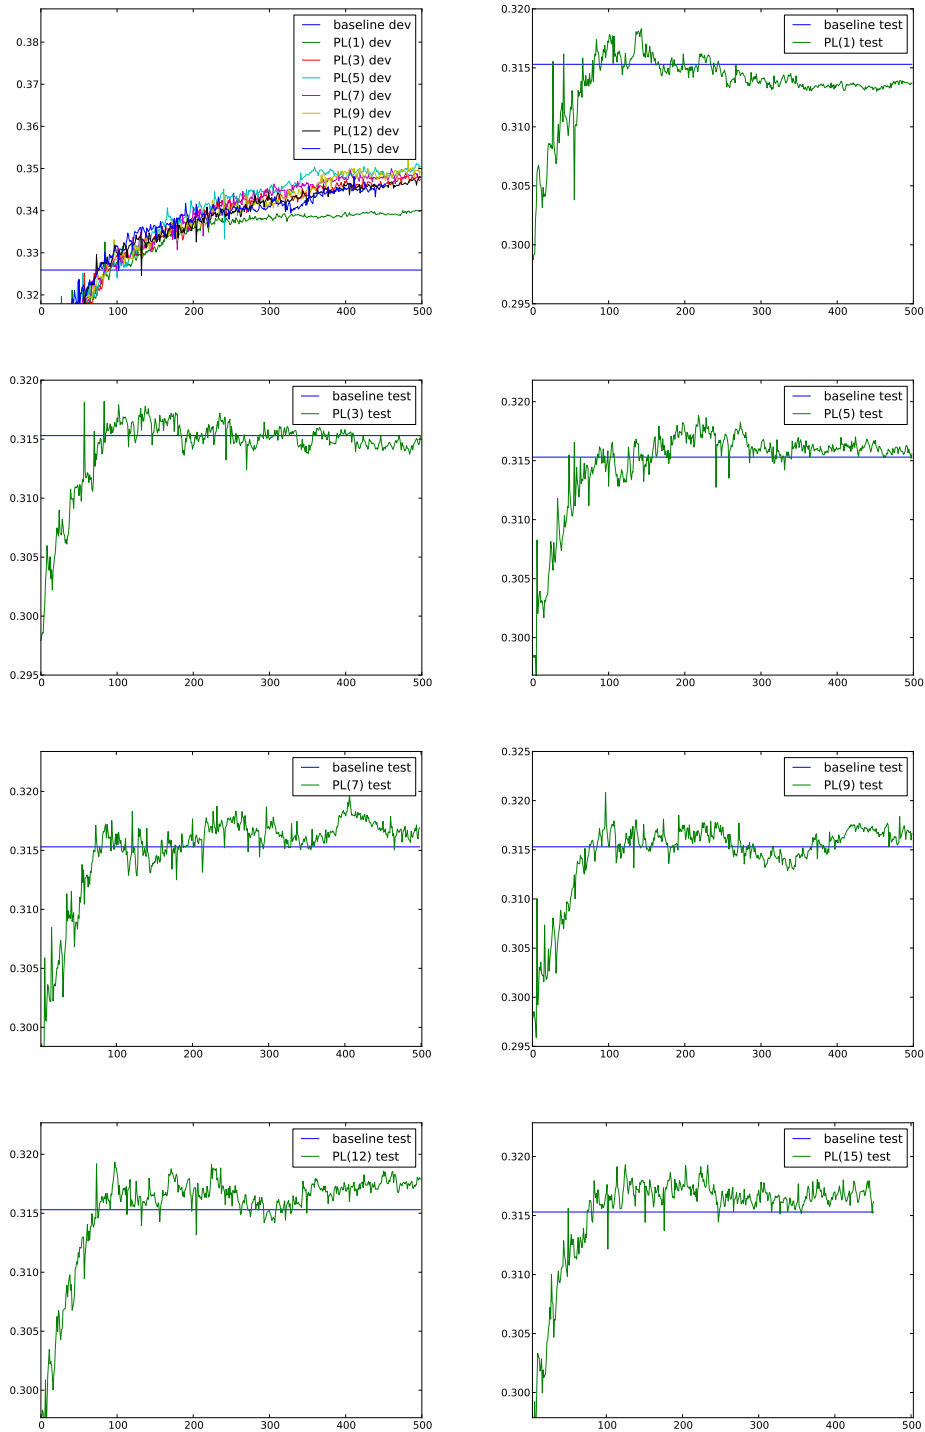 0.38
0.37
0.36
0.35
0.34
0.33
0.32
0 100 200 300 400 500
baseline dev
PL(1) dev
PL(3) dev
PL(5) dev
PL(7) dev
PL(9) dev
PL(12) dev
PL(15) dev
0.320
0.315
0.310
0.305
0.300
0.295
0 100 200 300 400 500
baseline test
PL(1) test
0.320
0.315
0.310
0.305
0.300
0.295
0 100 200 300 400 500
baseline test
PL(3) test
0.320
0.315
0.310
0.305
0.300
0 100 200 300 400 500
baseline test
PL(5) test
0.320
0.315
0.310
0.305
0.300
100 200 300 400 500
baseline test
PL(7) test
0.325
0.320
0.315
0.310
0.305
0.300
0.295
0 100 200 300 400 500
baseline test
PL(9) test
0.320
0.315
0.310
0.305
0.300
0 100 200 300 400 500
baseline test
PL(12) test
0.320
0.315
0.310
0.305
0.300
100 200 300 400 500
baseline test
PL(15) test